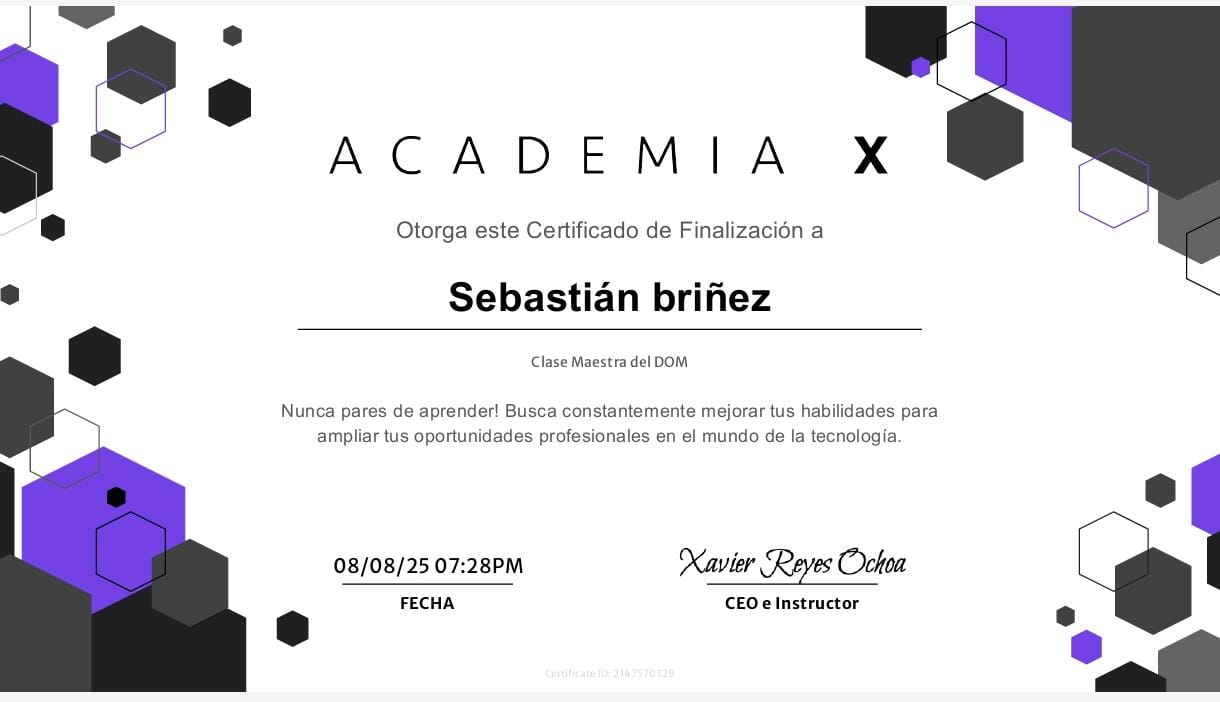 ACADEMIA X
Otorga este Certificado de Finalización a
Sebastián briñez
Clase Maestra del DOM
Nunca pares de aprender! Busca constantemente mejorar tus habilidades para
ampliar tus oportunidades profesionales en el mundo de la tecnología.
08/08/25 07:28PM
Xavier Reyes Ochoa
FECHA
CEO e Instructor
Certificate ID: 2147570329